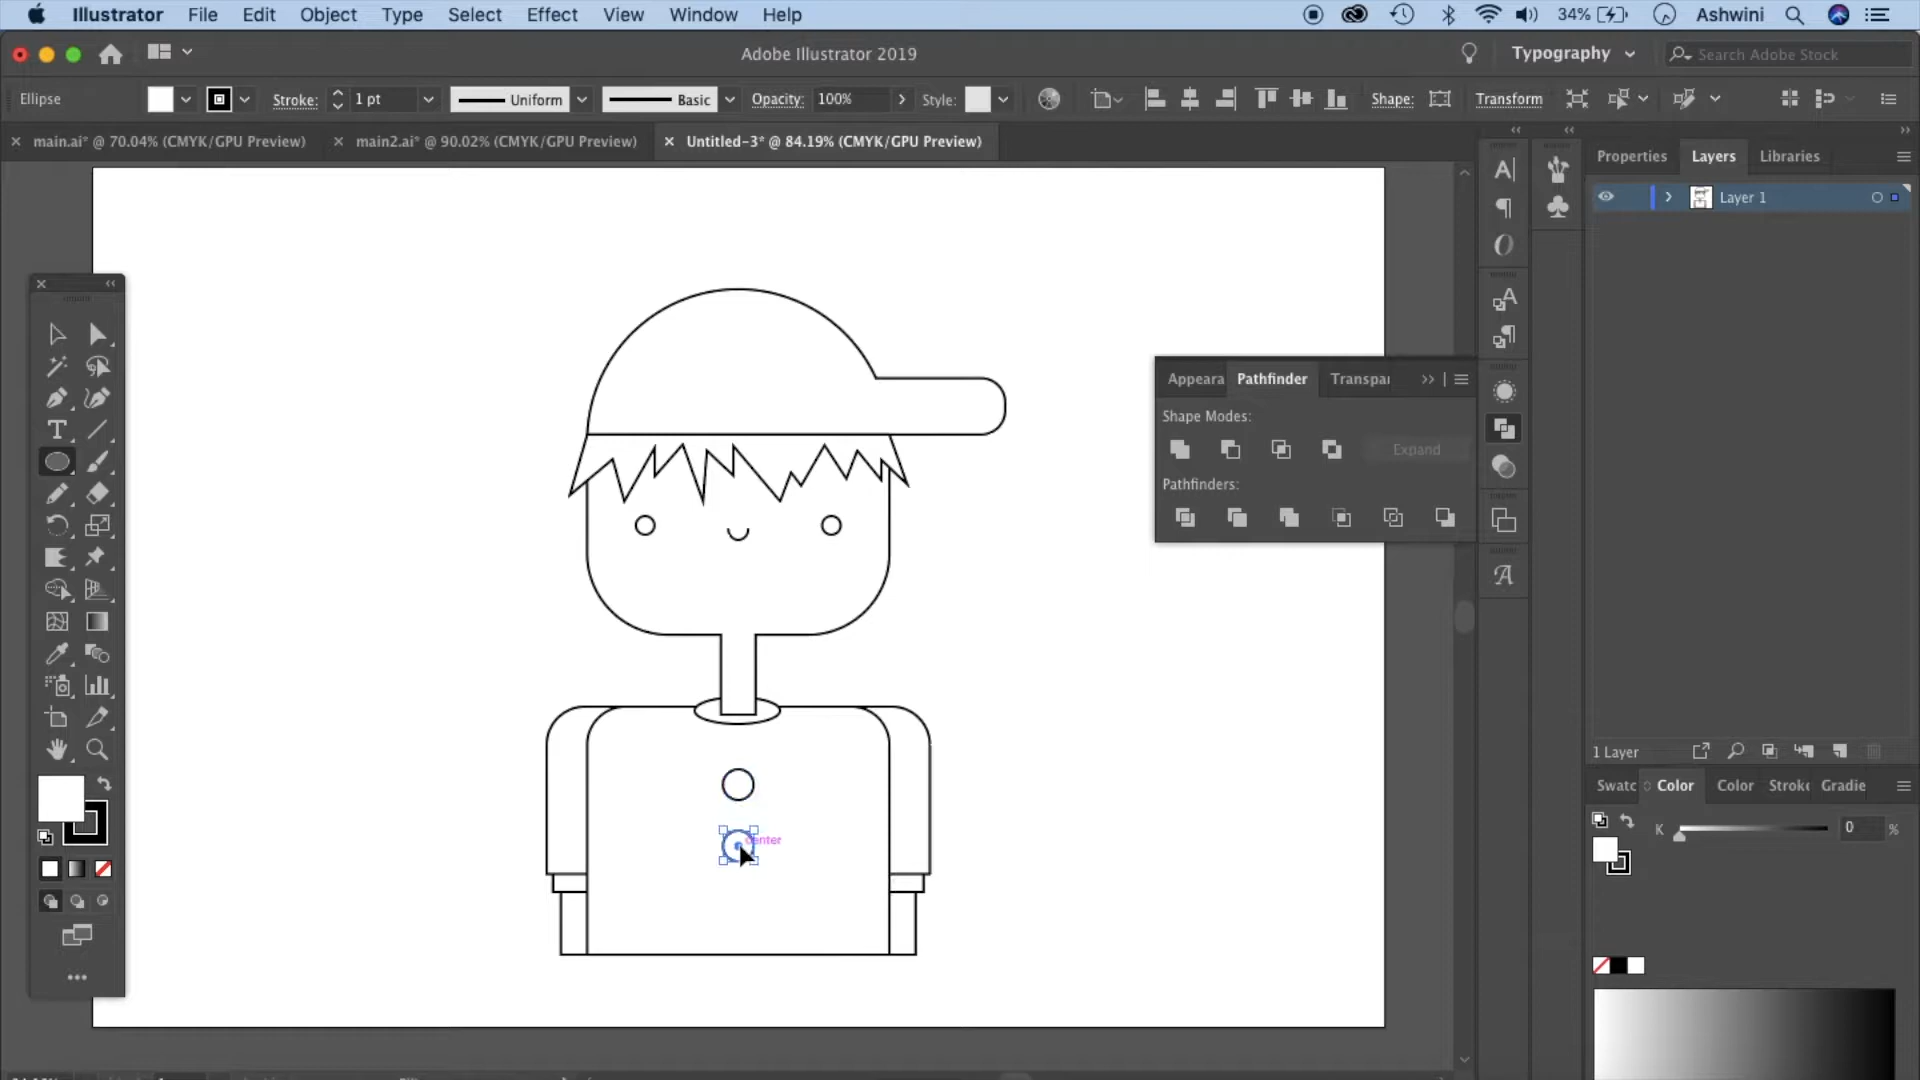 Illustrator File Edit Object Type Select Effect View Window Help 34% Ashwini
Adobe Illustrator 2019 Typography Search Adobe Stock
Ellipse Stroke: 1 pt Uniform Basic Opacity: 100% Style: Shape: Transform
main.ai* @ 70.04% (CMYK/GPU Preview) main2.ai* @ 90.02% (CMYK/GPU Preview) Untitled-3* @ 84.19% (CMYK/GPU Preview)
Properties Layers Libraries
Layer 1
Appeara Pathfinder Transpar
Shape Modes:
Expand
Pathfinders:
center
1 Layer
Swatc Color Color Stroke Gradie
K 0 %